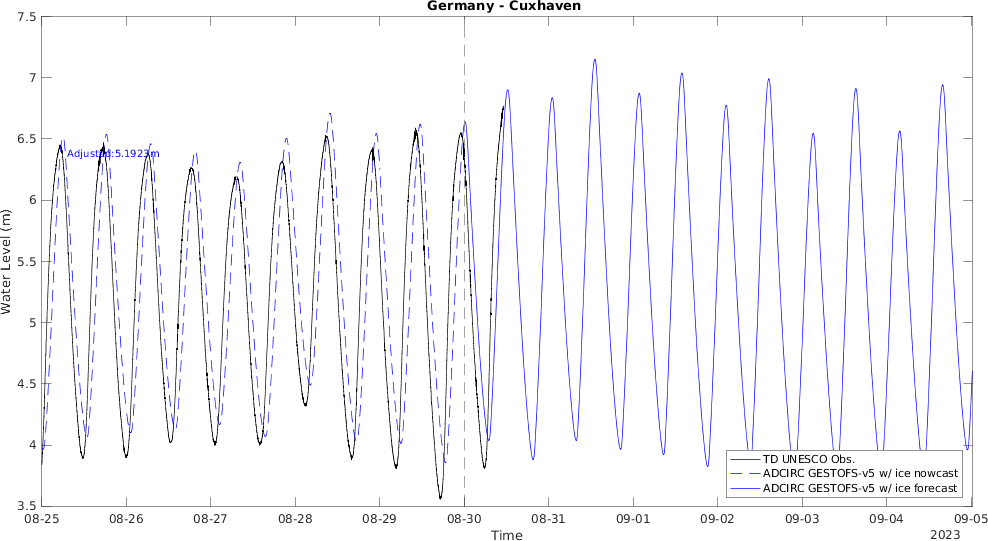 Germany - Cuxhaven
7.5
7
6.5
6
5.5
5
4.5
4
3.5
Water Level (m)
Adjusted:5.1923m
TD UNESCO Obs.
ADCIRC GESTOFS-v5 w/ ice nowcast
ADCIRC GESTOFS-v5 w/ ice forecast
08-25 08-26 08-27 08-28 08-29 08-30 08-31 09-01 09-02 09-03 09-04 09-05
Time
2023